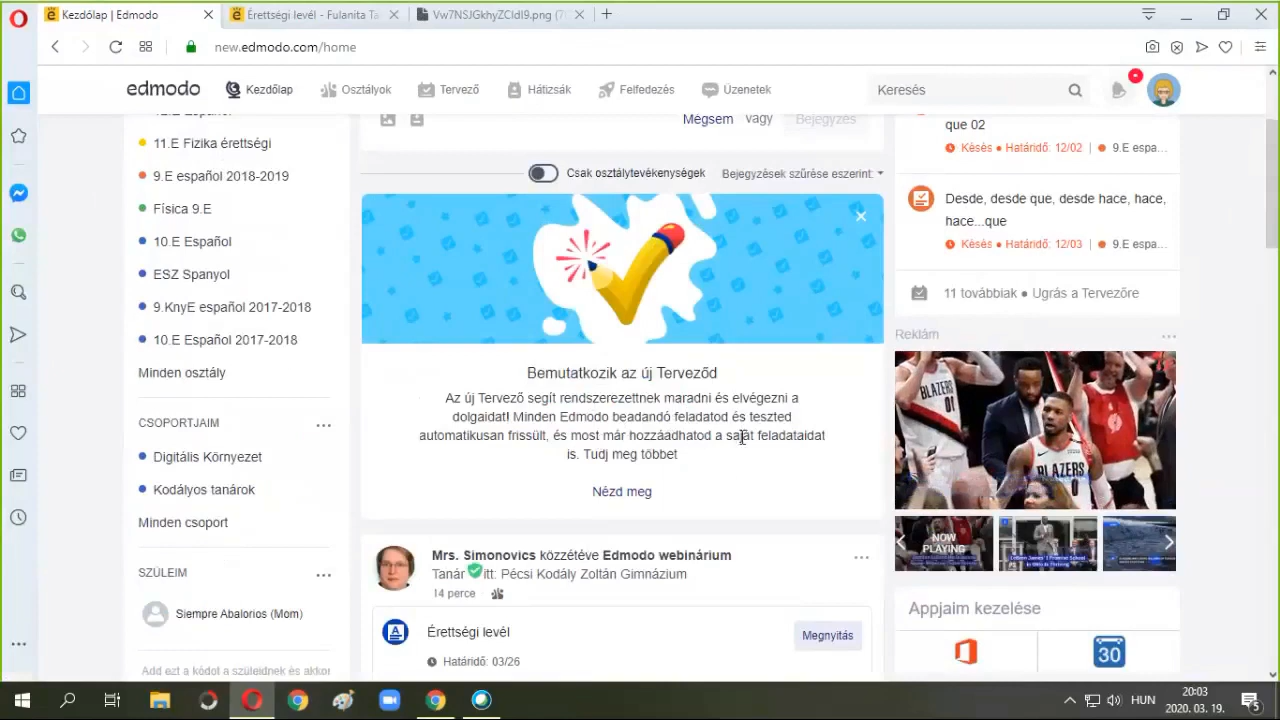 Kezdőlap | Edmodo
Érettségi levél - Fulanita Ta
Vw7NSJGkhyZCIdI9.png (7
new.edmodo.com/home
edmodo
Kezdőlap
Osztályok
Tervező
Hátizsák
Felfedezés
Üzenetek
Keresés
11.E Fizika érettségi
9.E español 2018-2019
Física 9.E
10.E Español
ESZ Spanyol
9.KnyE español 2017-2018
10.E Español 2017-2018
Minden osztály
CSOPORTJAIM
Digitális Környezet
Kodályos tanárok
Minden csoport
SZÜLEIM
Siempre Abalorios (Mom)
Add ezt a kódot a szüleidnek és akkor
Mégsem vagy Bejegyzés
Csak osztálytevékenységek
Bejegyzések szűrése eszerint:
Bemutatkozik az új Terveződ
Az új Tervező segít rendszerezettnek maradni és elvégezni a
dolgaidat! Minden Edmodo beadandó feladatod és teszted
automatikusan frissült, és most már hozzáadhatod a saját feladataidat
is. Tudj meg többet
Nézd meg
Mrs. Simonovics közzétéve Edmodo webinárium
Tanár itt: Pécsi Kodály Zoltán Gimnázium
14 perce
Érettségi levél
Megnyitás
Határidő: 03/26
que 02
Késés • Határidő: 12/02 | 9.E espa...
Desde, desde que, desde hace, hace,
hace...que
Késés • Határidő: 12/03 | 9.E espa...
11 továbbiak • Ugrás a Tervezőre
Reklám
BLAZERS
01
BLAZERS
NOW
PLAYING
Appjaim kezelése
30
HUN
20:03
2020. 03. 19.
5